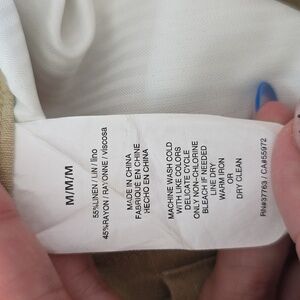 M/M/M
55%LINEN / LIN / lino
45%RAYON / RAYONNE / viscosa
MADE IN CHINA
FABRIQUÉ EN CHINE
HECHO EN CHINA
MACHINE WASH COLD
WITH LIKE COLORS
DELICATE CYCLE
ONLY NON-CHLORINE
BLEACH IF NEEDED
LINE DRY
WARM IRON
OR
DRY CLEAN
RN#37763 / CA#55972